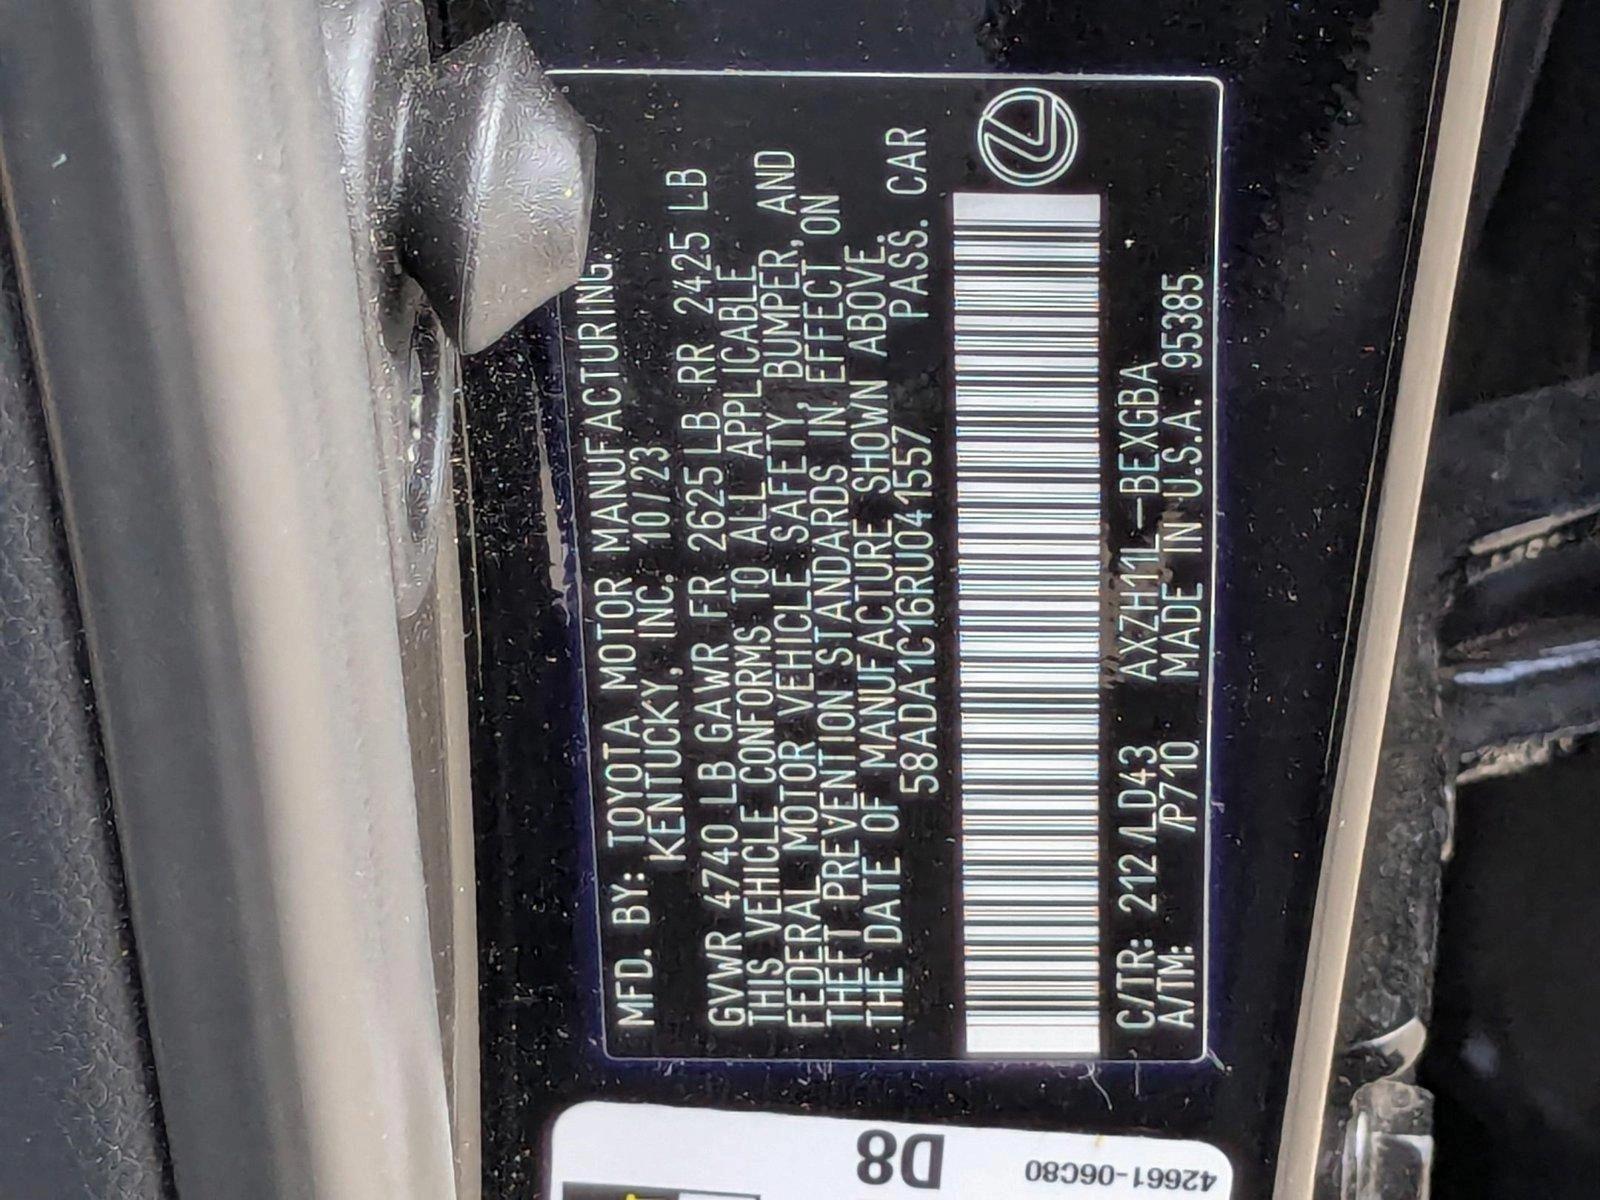 MFD. BY: TOYOTA MOTOR MANUFACTURING.
KENTUCKY, INC. 10/23
GVWR 4740 LB GAWR FR 2625 LB RR 2425 LB
THIS VEHICLE CONFORMS TO ALL APPLICABLE
FEDERAL MOTOR VEHICLE SAFETY, BUMPER, AND
THEFT PREVENTION STANDARDS IN EFFECT ON
THE DATE OF MANUFACTURE SHOWN ABOVE.
58ADA1C16RU041557 PASS. CAR
C/TR: 212/LD43 AXZH11L-BEXGBA
A/TM: /P710 MADE IN U.S.A. 95385
D8
42661-06C80